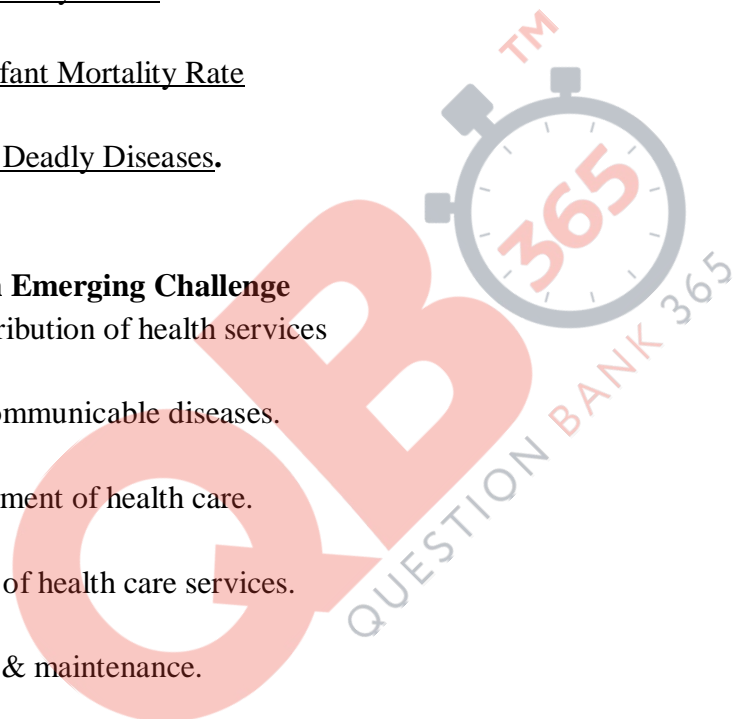 fant Mortality Rate
Deadly Diseases.
Emerging Challenge
ribution of health services
ommunicable diseases.
ment of health care.
of health care services.
& maintenance.
TM
365
QB
QUESTION BANK 365